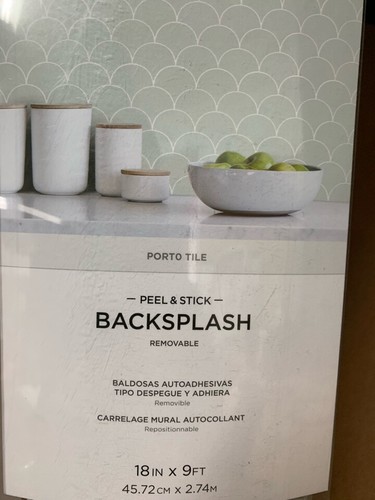 PORTO TILE
— PEEL & STICK —
BACKSPLASH
REMOVABLE
BALDOSAS AUTOADHESIVAS
TIPO DESPEGUE Y ADHIERA
Removible
CARRELAGE MURAL AUTOCOLLANT
Repositionnable
18 IN X 9 FT
45.72 CM X 2.74 M